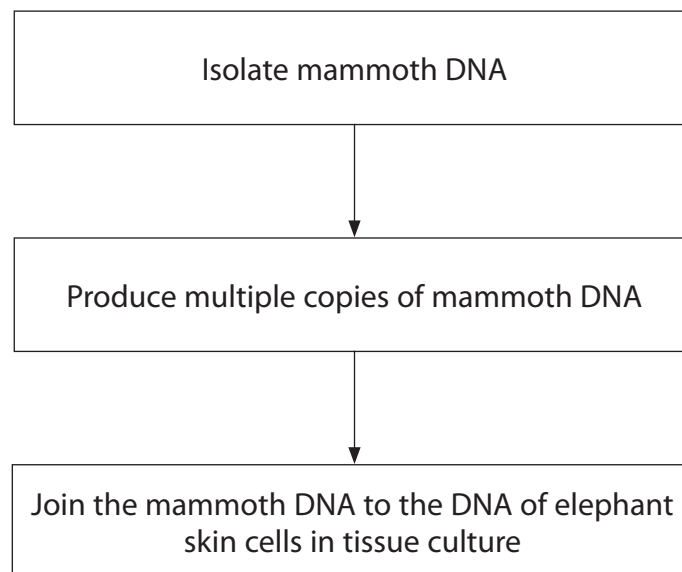 Isolate mammoth DNA
Produce multiple copies of mammoth DNA
Join the mammoth DNA to the DNA of elephant
skin cells in tissue culture